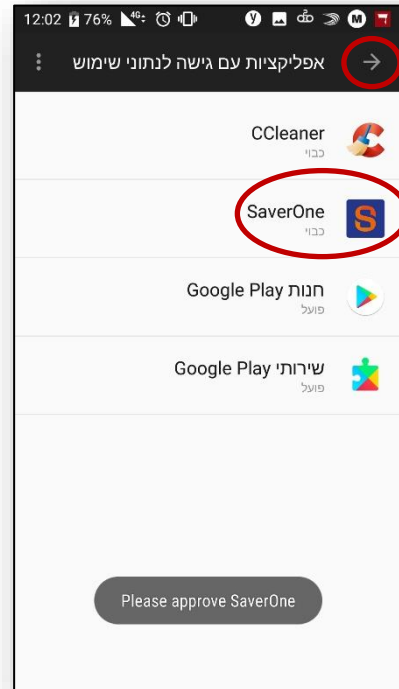 12:02 76% 4G
אפליקציות עם גישה לנתוני שימוש
CCleaner
כבוי
SaverOne
כבוי
חנות Google Play
פועל
שירותי Google Play
פועל
Please approve SaverOne